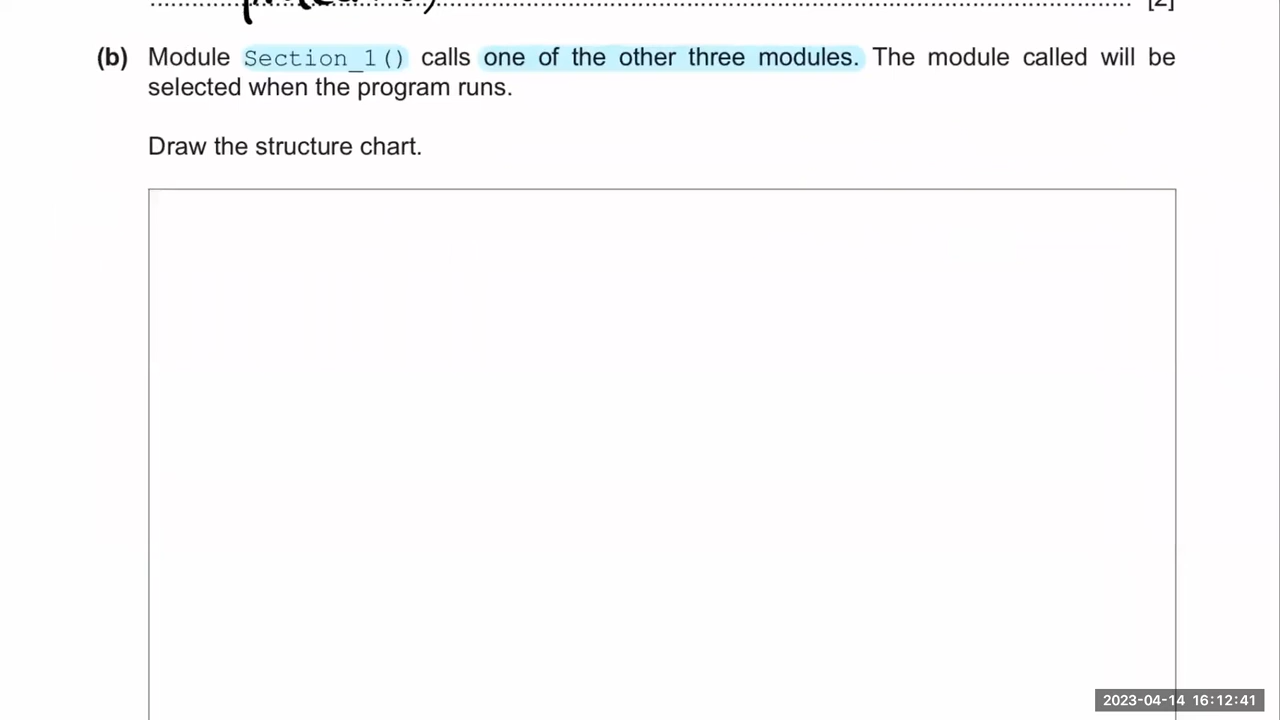 [2]
(b) Module Section_1() calls one of the other three modules. The module called will be
selected when the program runs.
Draw the structure chart.
2023-04-14 16:12:41